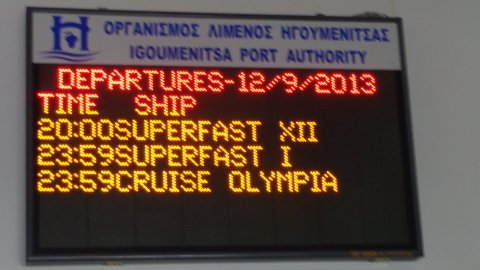 ΟΡΓΑΝΙΣΜΟΣ ΛΙΜΕΝΟΣ ΗΓΟΥΜΕΝΙΤΣΑΣ
IGOUMENITSA PORT AUTHORITY
DEPARTURES-12/9/2013
TIME SHIP
20:00SUPERFAST XII
23:59SUPERFAST I
23:59CRUISE OLYMPIA